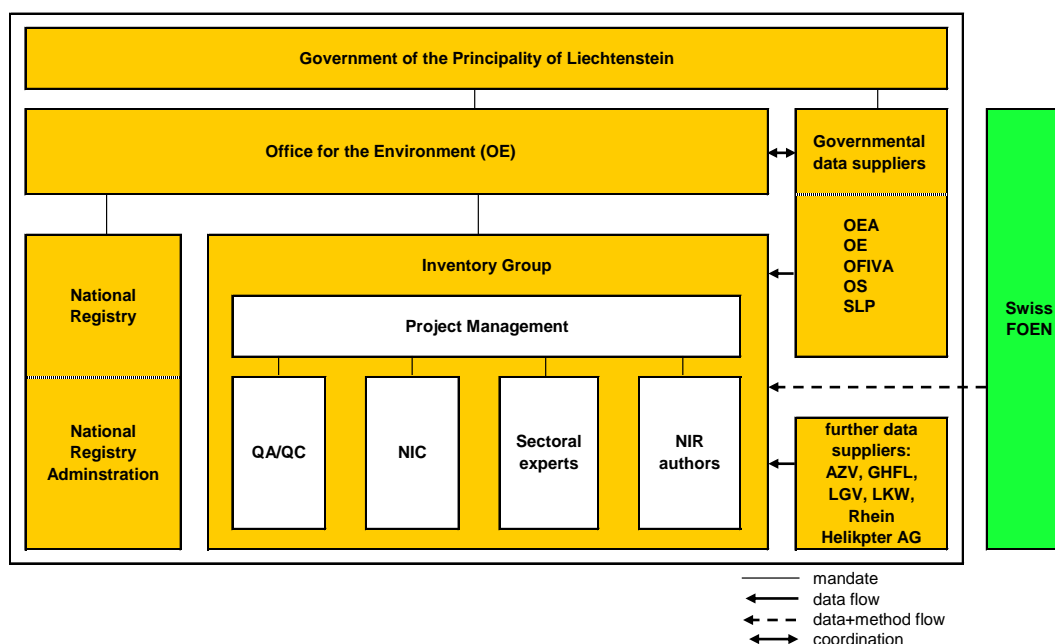 Government of the Principality of Liechtenstein
Office for the Environment (OE)
Governmental
data suppliers
OEA
OE
OFIVA
OS
SLP
Swiss
FOEN
National
Registry
National
Registry
Adminstration
Inventory Group
Project Management
QA/QC
NIC
Sectoral
experts
NIR
authors
further data
suppliers:
AZV, GHFL,
LGV, LKW,
Rhein
Helikpter AG
mandate
data flow
data+method flow
coordination